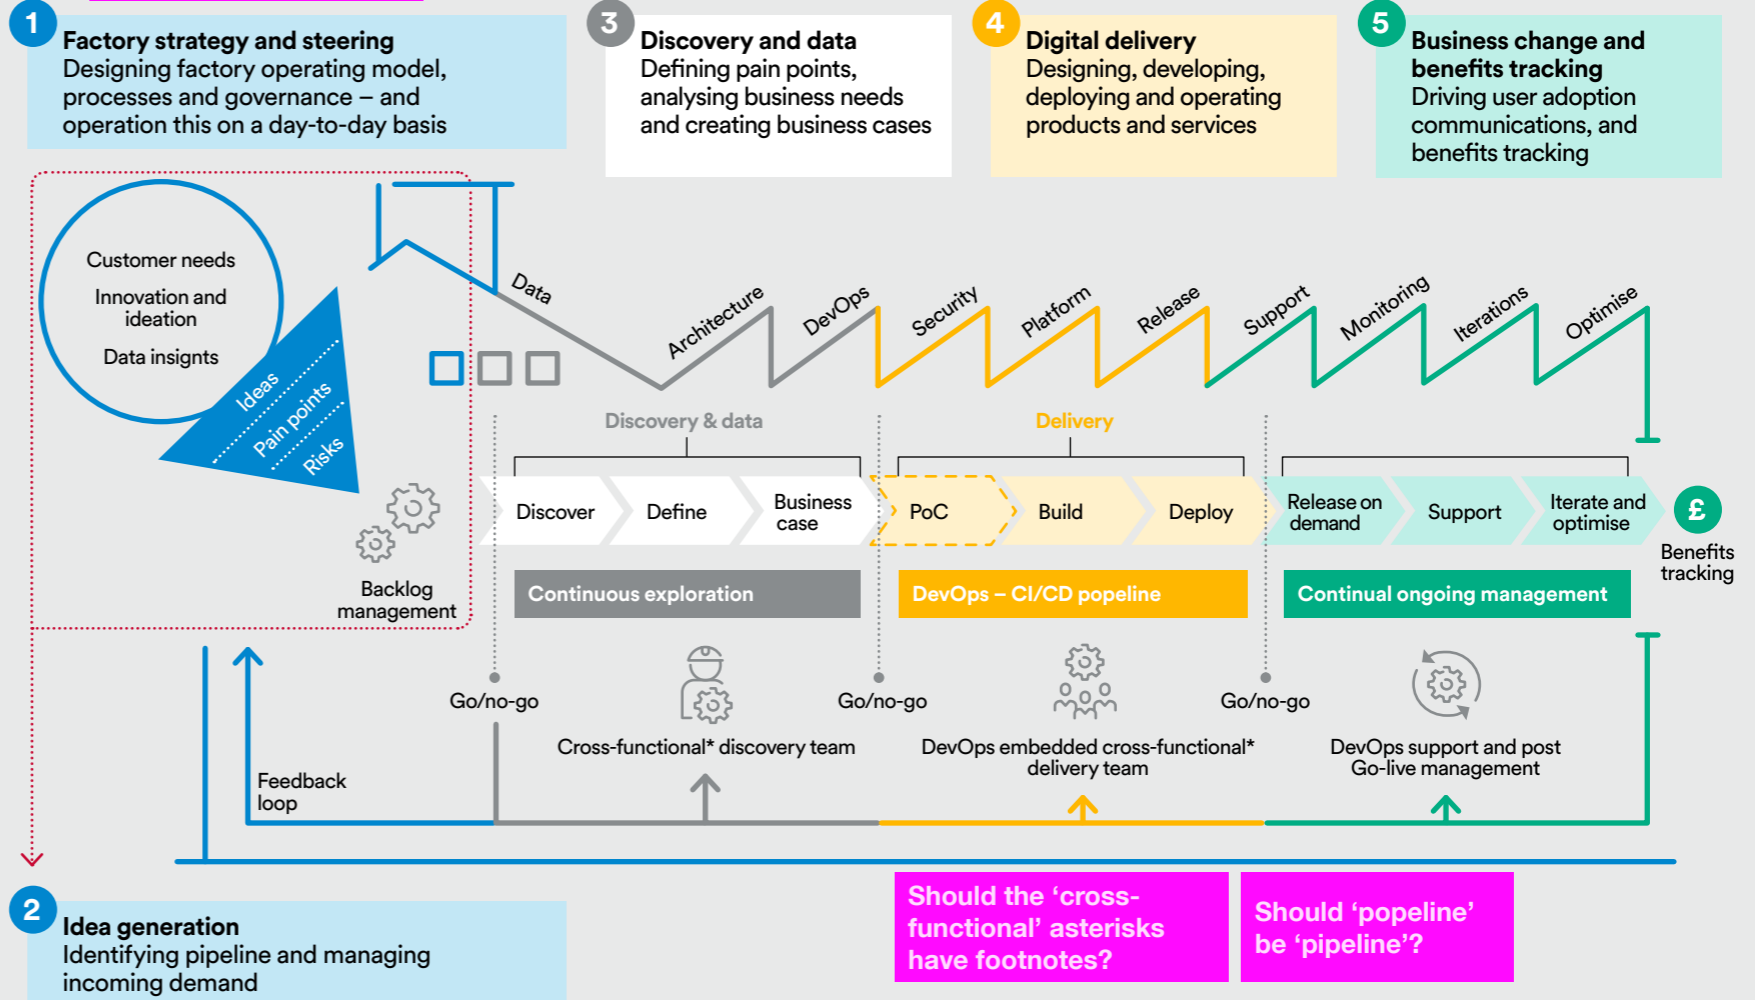 1
Factory strategy and steering
Designing factory operating model,
processes and governance – and
operation this on a day-to-day basis
3
Discovery and data
Defining pain points,
analysing business needs
and creating business cases
4
Digital delivery
Designing, developing,
deploying and operating
products and services
5
Business change and
benefits tracking
Driving user adoption
communications, and
benefits tracking
Customer needs
Innovation and
ideation
Data insignts
Ideas
Pain points
Risks
Backlog
management
Data
Architecture
DevOps
Security
Platform
Release
Support
Monitoring
Iterations
Optimise
Discovery & data
Delivery
Discover
Define
Business
case
PoC
Build
Deploy
Release on
demand
Support
Iterate and
optimise
£
Benefits
tracking
Continuous exploration
DevOps – CI/CD popeline
Continual ongoing management
Go/no-go
Go/no-go
Go/no-go
Cross-functional* discovery team
DevOps embedded cross-functional*
delivery team
DevOps support and post
Go-live management
Feedback
loop
2
Idea generation
Identifying pipeline and managing
incoming demand
Should the ‘cross-
functional’ asterisks
have footnotes?
Should ‘popeline’
be ‘pipeline’?